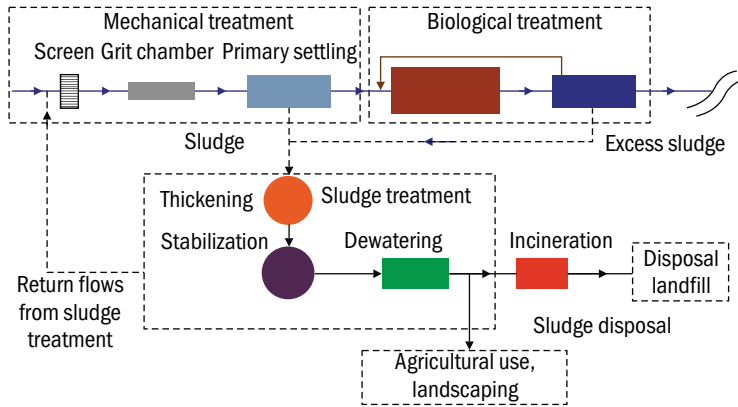 Mechanical treatment
Biological treatment
Screen
Grit chamber
Primary settling
Sludge
Excess sludge
Thickening
Sludge treatment
Stabilization
Dewatering
Incineration
Disposal
landfill
Return flows
from sludge
treatment
Sludge disposal
Agricultural use,
landscaping